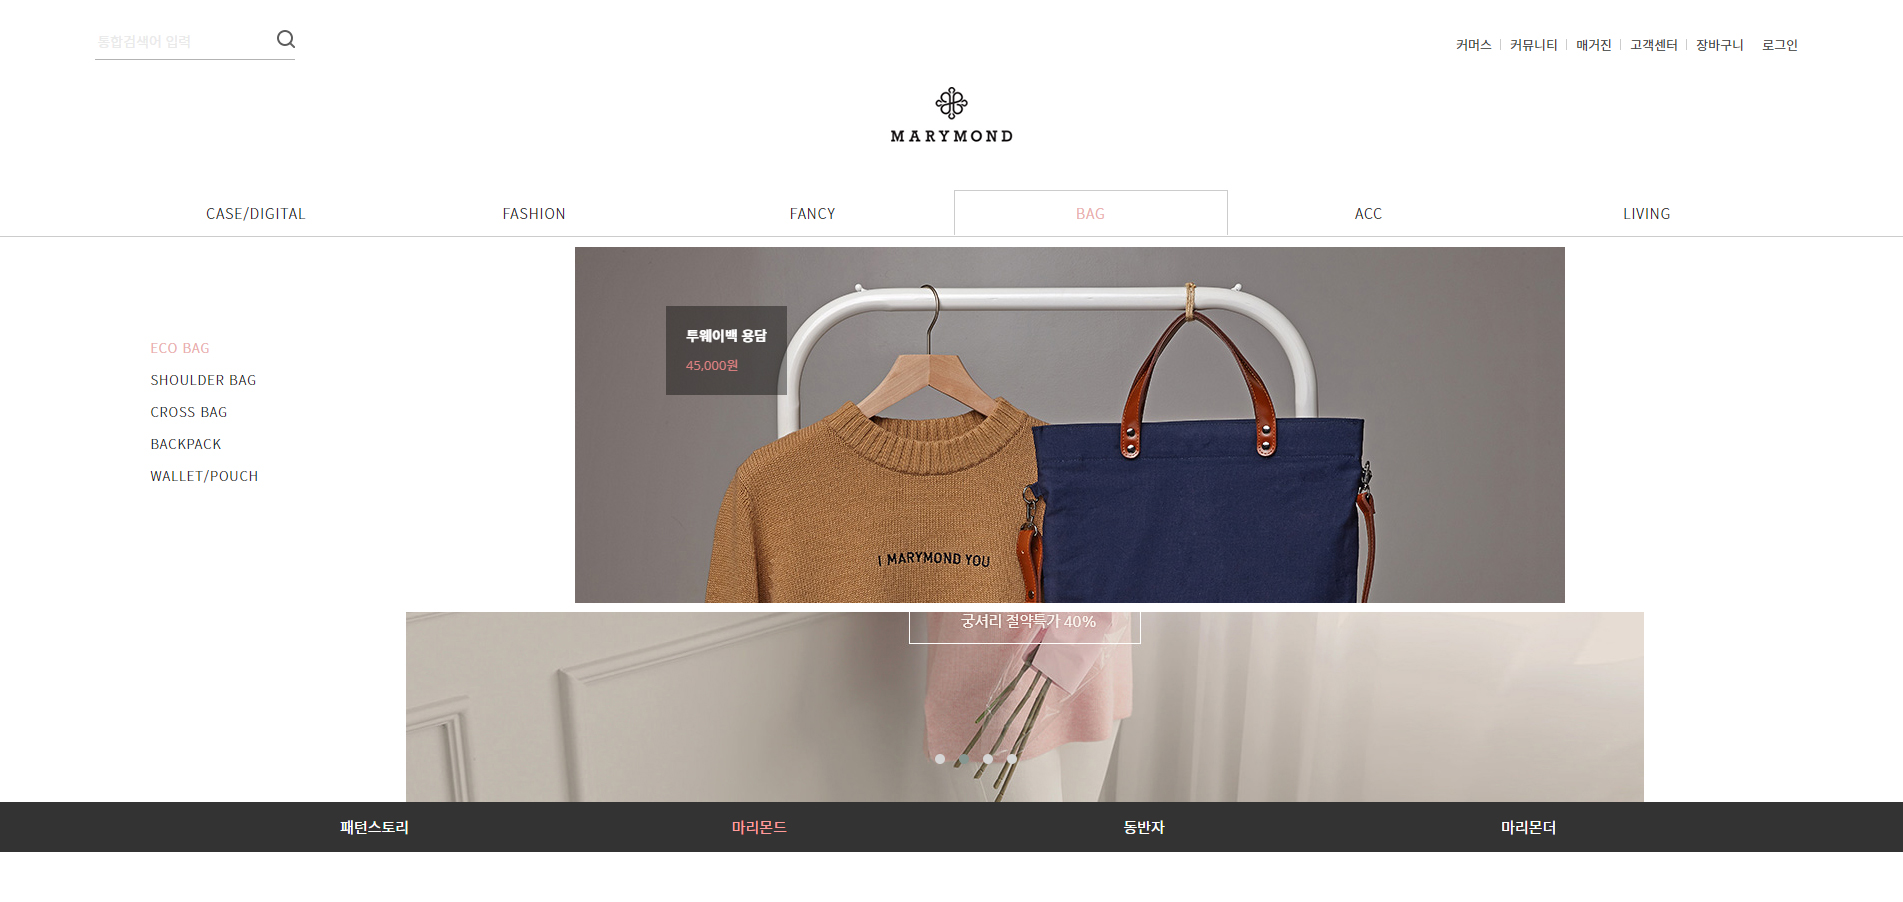 통합검색어 입력
커머스 커뮤니티 매거진 고객센터 장바구니 로그인
MARYMOND
CASE/DIGITAL FASHION FANCY BAG ACC LIVING
투웨이백 용담
45,000원
ECO BAG
SHOULDER BAG
CROSS BAG
BACKPACK
WALLET/POUCH
I MARYMOND YOU
궁셔리 절약특가 40%
패턴스토리 마리몬드 동반자 마리몬더